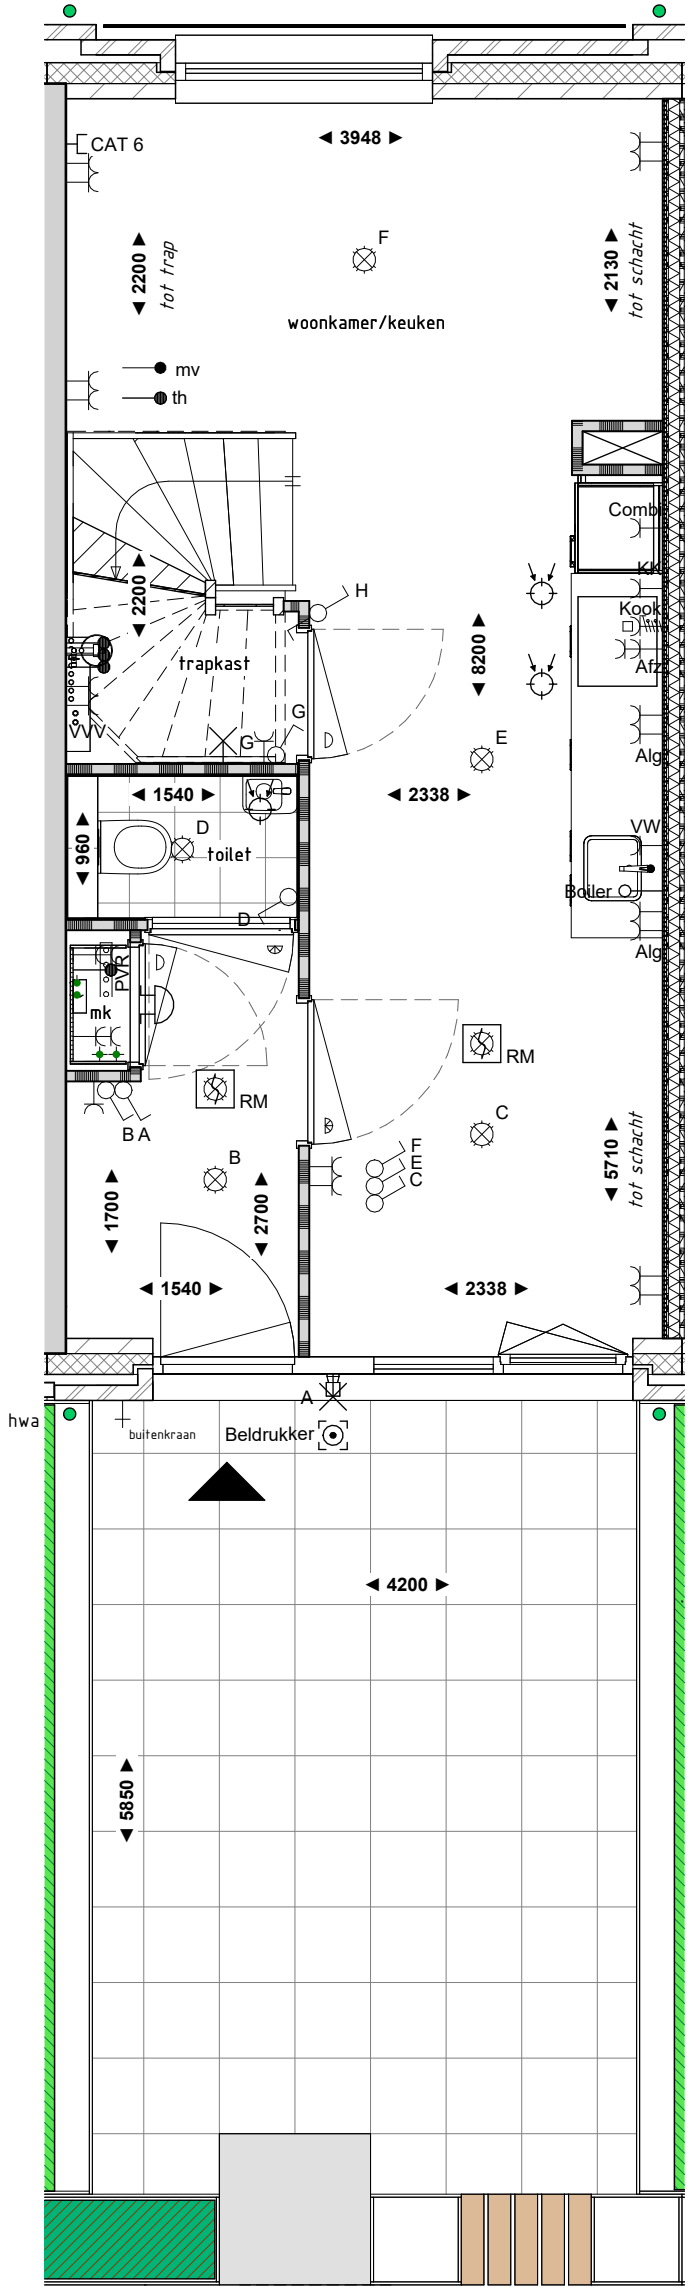 ◄ 3948 ►
CAT 6
F
◄ 2200 ►
tot trap
◄ 2130 ►
tot schacht
woonkamer/keuken
mv
th
Combi
KK
Kook
Afz
H
◄ 2200 ►
◄ 8200 ►
trapkast
G
G
VVV
E
Alg
◄ 1540 ►
◄ 2338 ►
D
toilet
◄ 960 ►
VW
Boiler
D
Alg
PVR
mk
RM
RM
B A
C
B
F
E
C
◄ 1700 ►
◄ 2700 ►
◄ 5710 ►
tot schacht
◄ 1540 ►
◄ 2338 ►
A
hwa
buitenkraan
Beldrukker
◄ 4200 ►
◄ 5850 ►